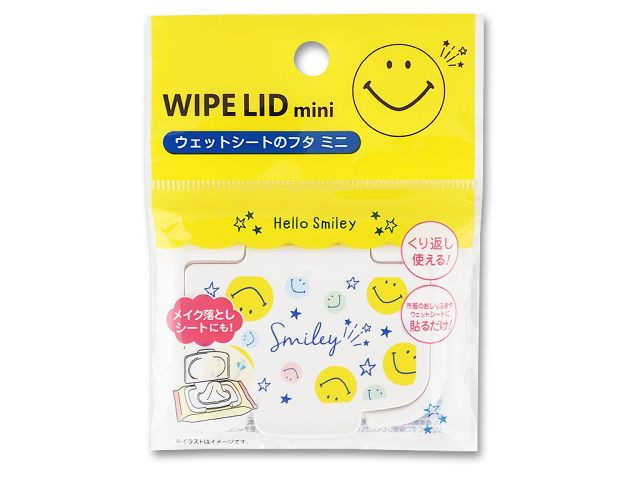 WIPE LID mini
ウェットシートのフタ ミニ
Hello Smiley
くり返し
使える!
メイク落とし
シートにも!
市販のおしりふきや
ウェットシートに
貼るだけ!
Smiley
※イラストはイメージです。